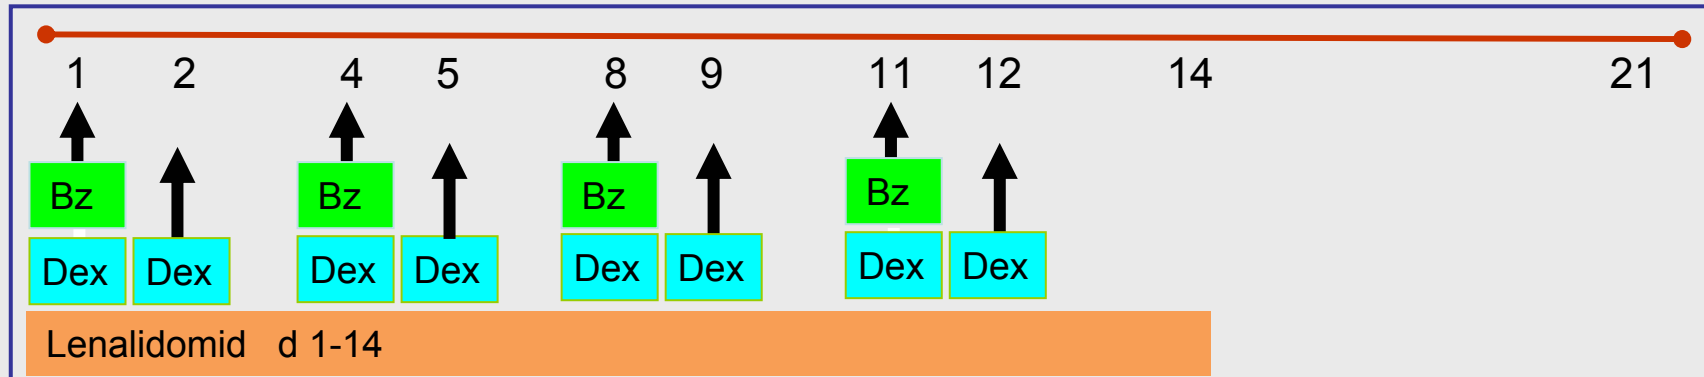 1 2 4 5 8 9 11 12 14 21
Bz Bz Bz Bz
Dex Dex Dex Dex Dex Dex Dex Dex
Lenalidomid d 1-14